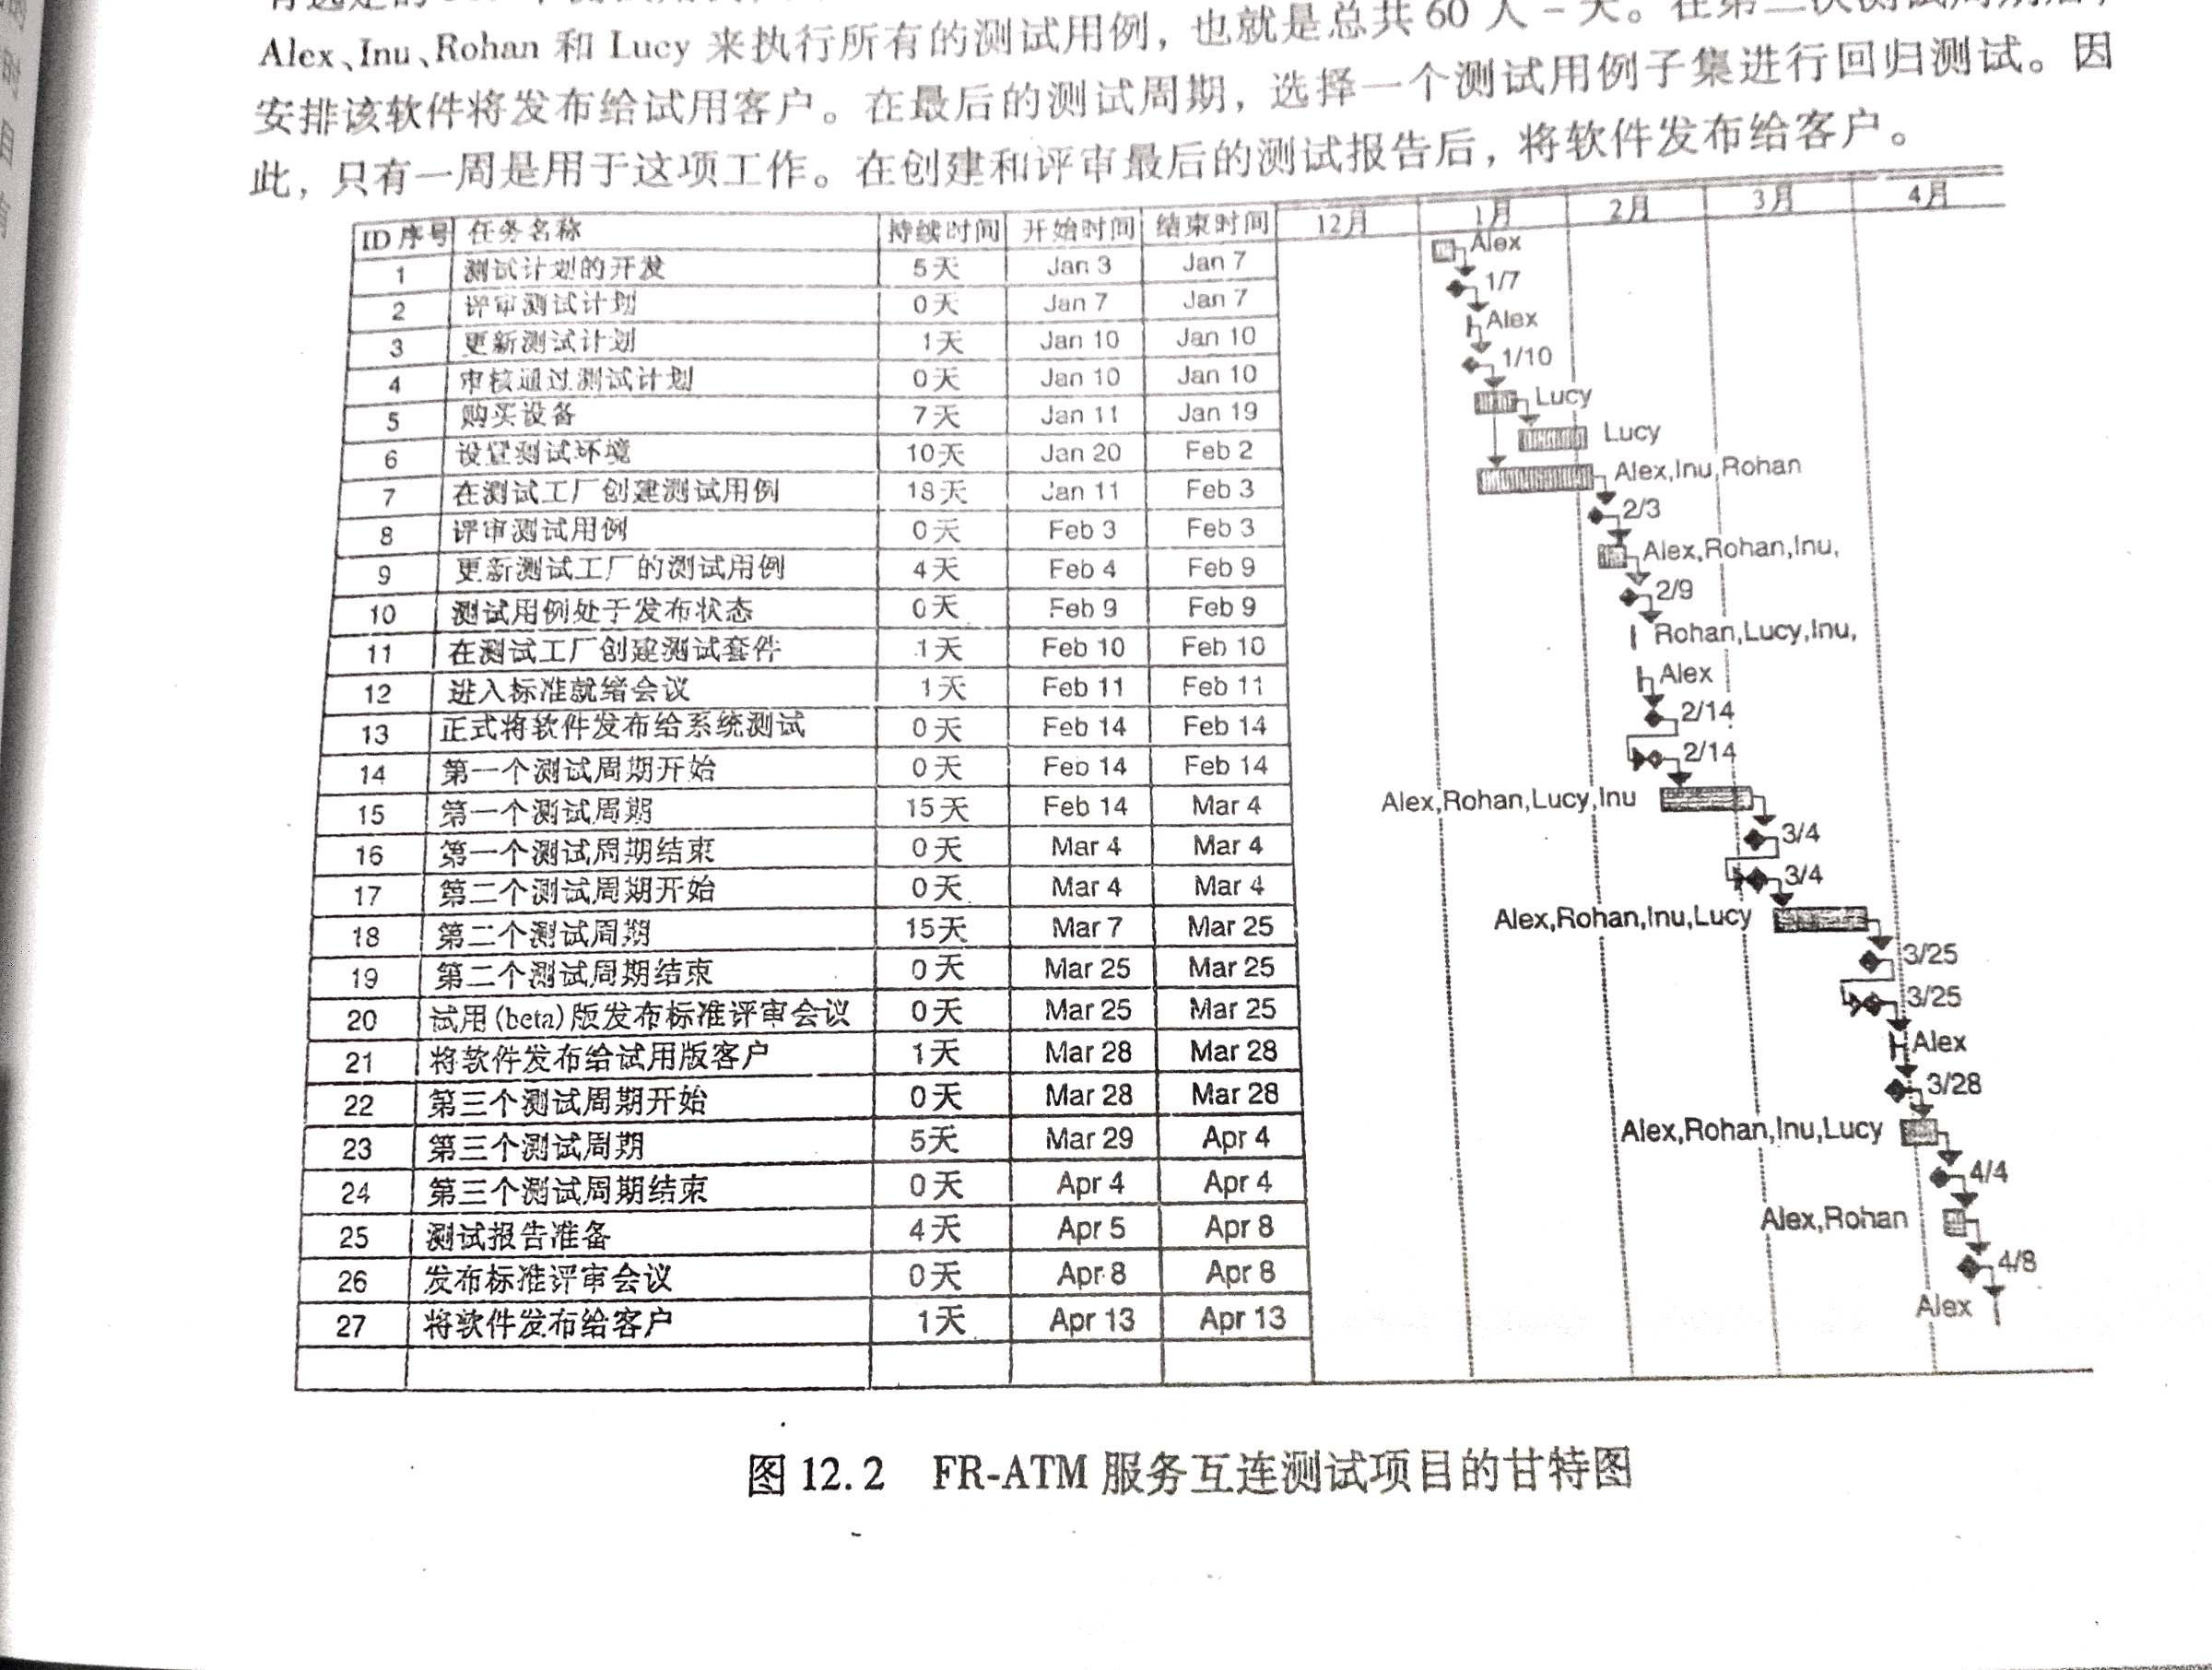 Alex、Inu、Rohan 和 Lucy 来执行所有的测试用例，也就是总共 60 人－天。在第二次测试周期后，
安排该软件将发布给试用客户。在最后的测试周期，选择一个测试用例子集进行回归测试。因
此，只有一周是用于这项工作。在创建和评审最后的测试报告后，将软件发布给客户。
ID 序号 任务名称 持续时间 开始时间 结束时间 12月 1月 2月 3月 4月
1 测试计划的开发 5天 Jan 3 Jan 7 Alex
2 评审测试计划 0天 Jan 7 Jan 7 1/7
3 更新测试计划 1天 Jan 10 Jan 10 Alex
4 审核通过测试计划 0天 Jan 10 Jan 10 1/10
5 购买设备 7天 Jan 11 Jan 19 Lucy
6 设置测试环境 10天 Jan 20 Feb 2 Lucy
7 在测试工厂创建测试用例 18天 Jan 11 Feb 3 Alex,Inu,Rohan
8 评审测试用例 0天 Feb 3 Feb 3 2/3
9 更新测试工厂的测试用例 4天 Feb 4 Feb 9 Alex,Rohan,Inu,
10 测试用例处于发布状态 0天 Feb 9 Feb 9 2/9
11 在测试工厂创建测试套件 1天 Feb 10 Feb 10 Rohan,Lucy,Inu,
12 进入标准就绪会议 1天 Feb 11 Feb 11 Alex
13 正式将软件发布给系统测试 0天 Feb 14 Feb 14 2/14
14 第一个测试周期开始 0天 Feb 14 Feb 14 2/14
15 第一个测试周期 15天 Feb 14 Mar 4 Alex,Rohan,Lucy,Inu
16 第一个测试周期结束 0天 Mar 4 Mar 4 3/4
17 第二个测试周期开始 0天 Mar 4 Mar 4 3/4
18 第二个测试周期 15天 Mar 7 Mar 25 Alex,Rohan,Inu,Lucy
19 第二个测试周期结束 0天 Mar 25 Mar 25 3/25
20 试用(beta)版发布标准评审会议 0天 Mar 25 Mar 25 3/25
21 将软件发布给试用版客户 1天 Mar 28 Mar 28 Alex
22 第三个测试周期开始 0天 Mar 28 Mar 28 3/28
23 第三个测试周期 5天 Mar 29 Apr 4 Alex,Rohan,Inu,Lucy
24 第三个测试周期结束 0天 Apr 4 Apr 4 4/4
25 测试报告准备 4天 Apr 5 Apr 8 Alex,Rohan
26 发布标准评审会议 0天 Apr 8 Apr 8 4/8
27 将软件发布给客户 1天 Apr 13 Apr 13 Alex
图 12.2 FR-ATM 服务互连测试项目的甘特图